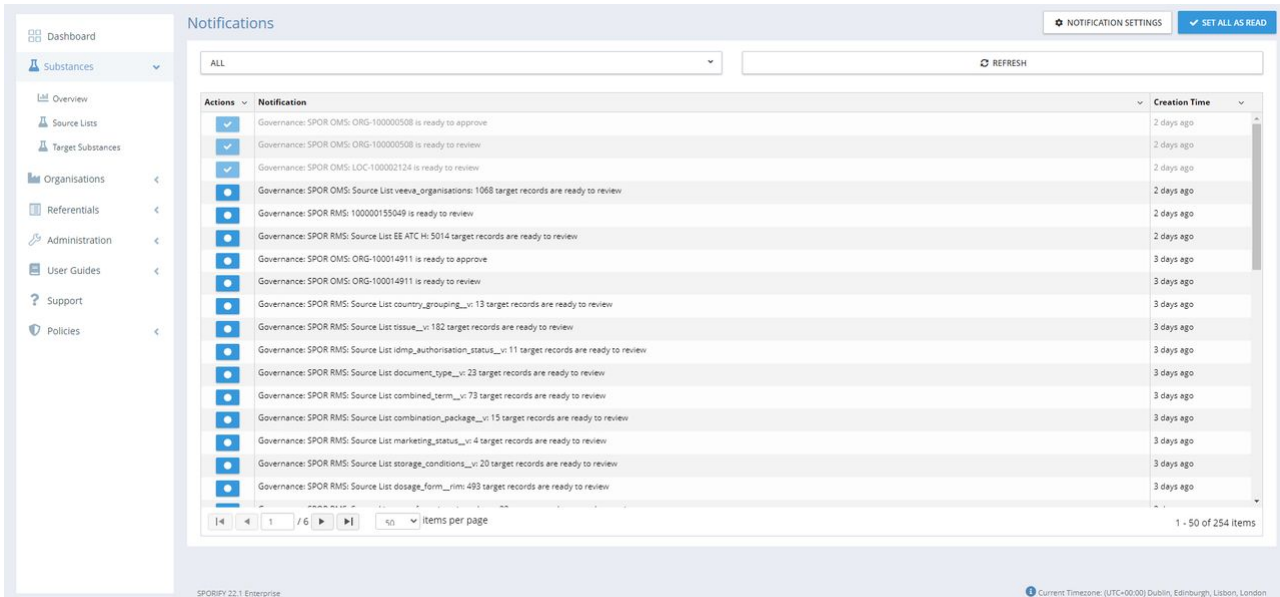 Dashboard
Substances
Overview
Source Lists
Target Substances
Organisations
Referentials
Administration
User Guides
Support
Policies
Notifications
NOTIFICATION SETTINGS
SET ALL AS READ
ALL
REFRESH
Actions Notification Creation Time
Governance: SPOR OMS: ORG-100000508 is ready to approve 2 days ago
Governance: SPOR OMS: ORG-100000508 is ready to review 2 days ago
Governance: SPOR OMS: LOC-100002124 is ready to review 2 days ago
Governance: SPOR OMS: Source List veeva_organisations: 1068 target records are ready to review 2 days ago
Governance: SPOR RMS: 100000155049 is ready to review 2 days ago
Governance: SPOR RMS: Source List EE ATC H: 5014 target records are ready to review 2 days ago
Governance: SPOR OMS: ORG-100014911 is ready to approve 3 days ago
Governance: SPOR OMS: ORG-100014911 is ready to review 3 days ago
Governance: SPOR RMS: Source List country_grouping__v: 13 target records are ready to review 3 days ago
Governance: SPOR RMS: Source List tissue__v: 182 target records are ready to review 3 days ago
Governance: SPOR RMS: Source List idmp_authorisation_status__v: 11 target records are ready to review 3 days ago
Governance: SPOR RMS: Source List document_type__v: 23 target records are ready to review 3 days ago
Governance: SPOR RMS: Source List combined_term__v: 73 target records are ready to review 3 days ago
Governance: SPOR RMS: Source List combination_package__v: 15 target records are ready to review 3 days ago
Governance: SPOR RMS: Source List marketing_status__v: 4 target records are ready to review 3 days ago
Governance: SPOR RMS: Source List storage_conditions__v: 20 target records are ready to review 3 days ago
Governance: SPOR RMS: Source List dosage_form__rim: 493 target records are ready to review 3 days ago
1 / 6 50 items per page 1 - 50 of 254 items
SPORIFY 22.1 Enterprise
Current Timezone: (UTC+00:00) Dublin, Edinburgh, Lisbon, London